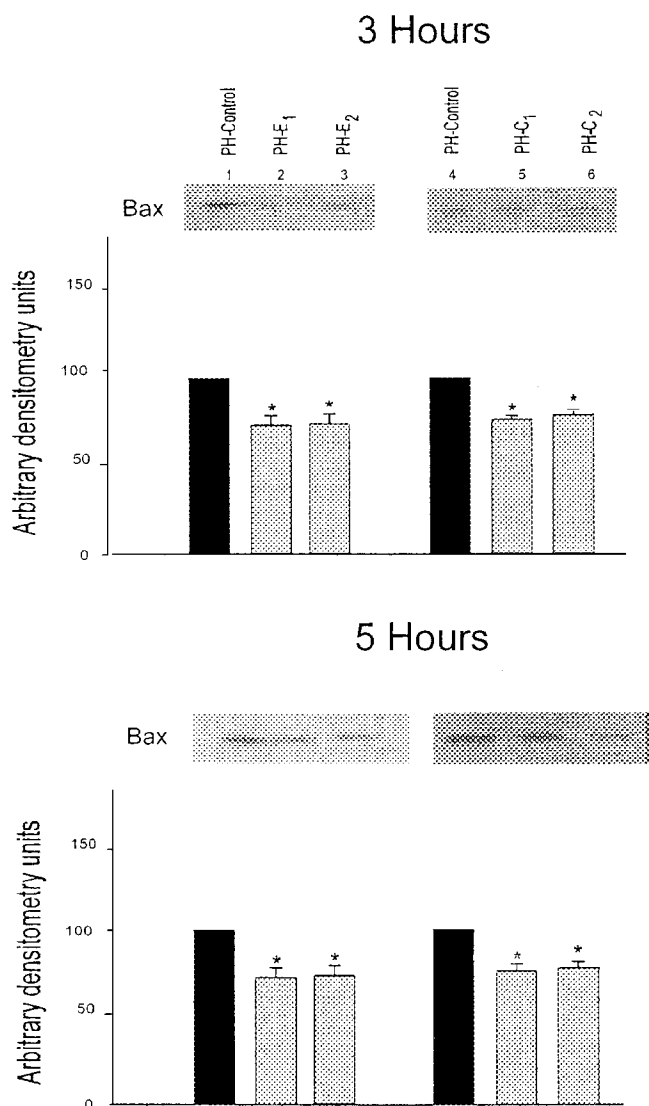 3 Hours
PH-Control
PH-E1
PH-E2
PH-Control
PH-C1
PH-C2
1 2 3 4 5 6
Bax
Arbitrary densitometry units
150
100
50
0
* * * *
5 Hours
Bax
Arbitrary densitometry units
150
100
50
0
* * * *